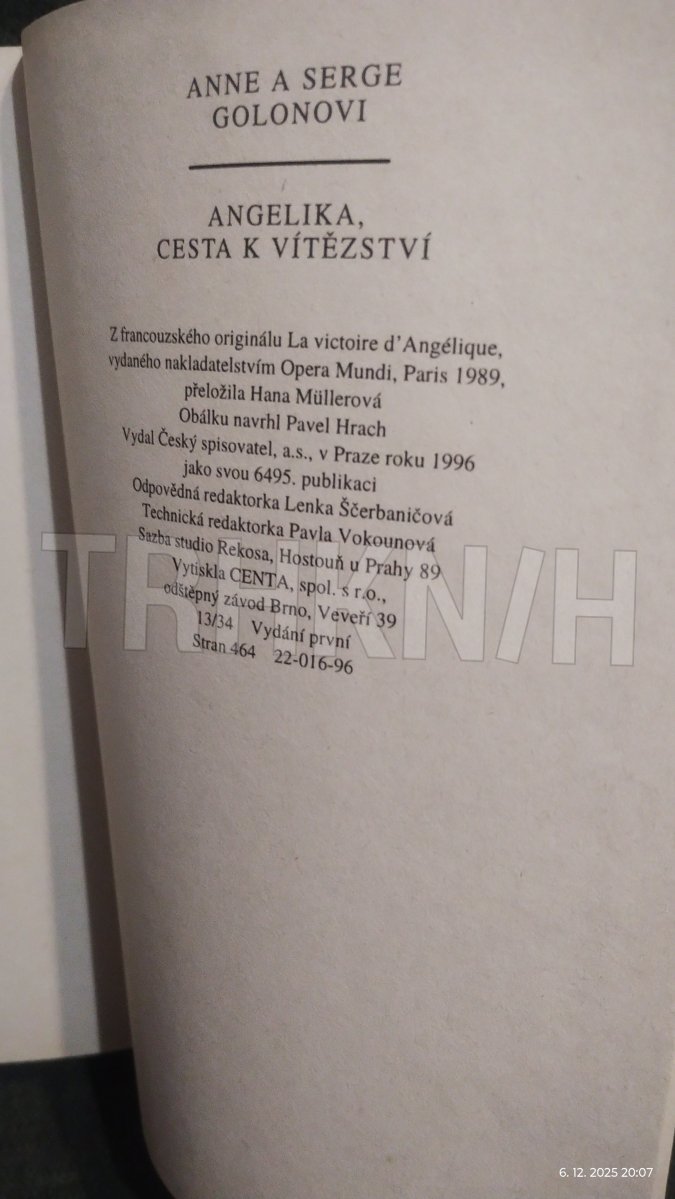 ANNE A SERGE
GOLONOVI
ANGELIKA,
CESTA K VÍTĚZSTVÍ
Z francouzského originálu La victoire d’Angélique,
vydaného nakladatelstvím Opera Mundi, Paris 1989,
přeložila Hana Müllerová
Obálku navrhl Pavel Hrach
Vydal Český spisovatel, a.s., v Praze roku 1996
jako svou 6495. publikaci
Odpovědná redaktorka Lenka Ščerbaničová
Technická redaktorka Pavla Vokounová
Sazba studio Rekosa, Hostouň u Prahy 89
Vytiskla CENTA, spol. s r.o.,
odštěpný závod Brno, Veveří 39
13/34 Vydání první
Stran 464 22-016-96
6. 12. 2025 20:07